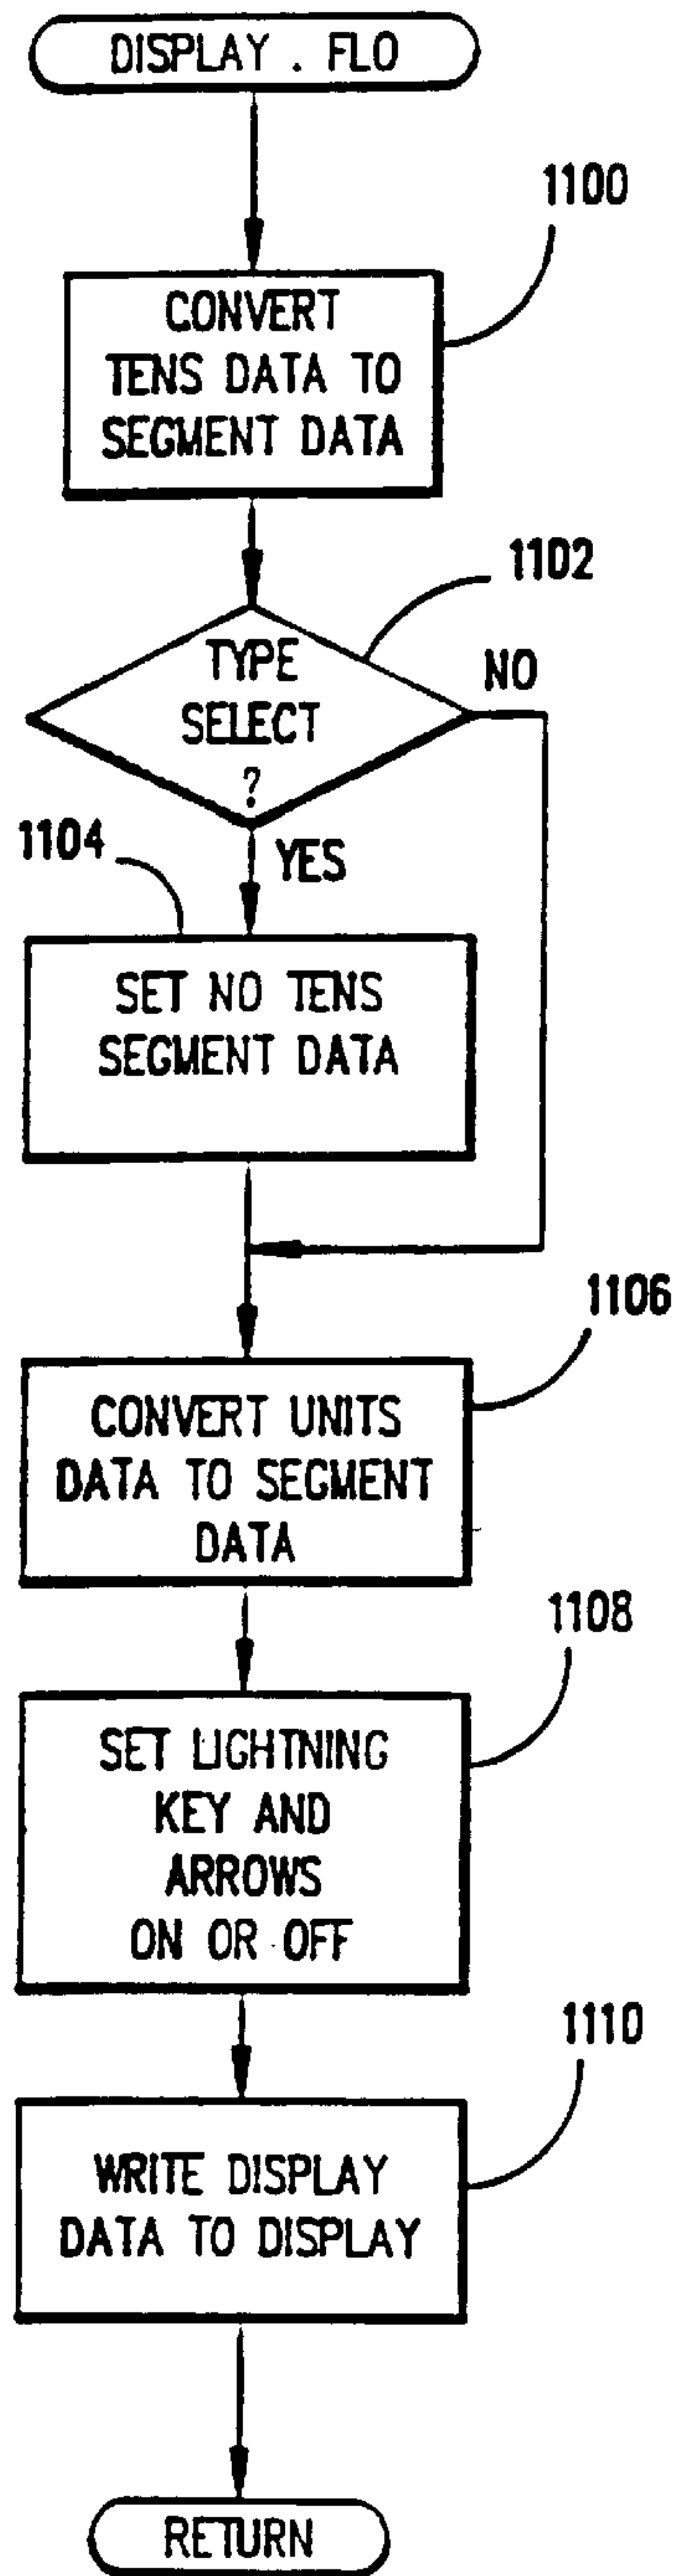 DISPLAY . FLO
1100
CONVERT
TENS DATA TO
SEGMENT DATA
1102
TYPE
SELECT
?
NO
YES
1104
SET NO TENS
SEGMENT DATA
1106
CONVERT UNITS
DATA TO SEGMENT
DATA
1108
SET LIGHTNING
KEY AND
ARROWS
ON OR OFF
1110
WRITE DISPLAY
DATA TO DISPLAY
RETURN